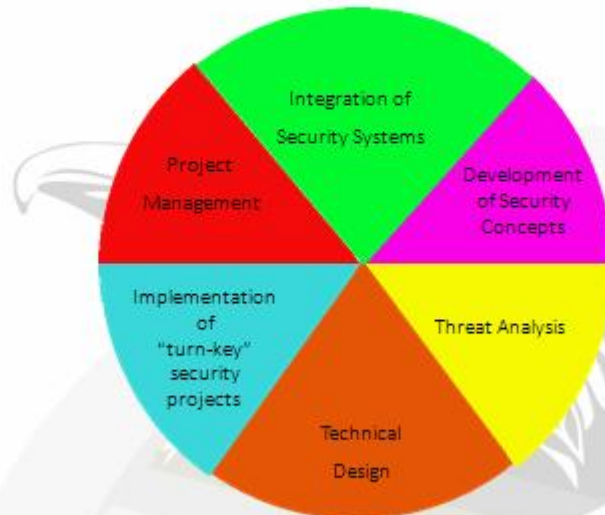 Integration of
Security Systems
Project
Management
Development
of Security
Concepts
Implementation
of
"turn-key"
security
projects
Threat Analysis
Technical
Design